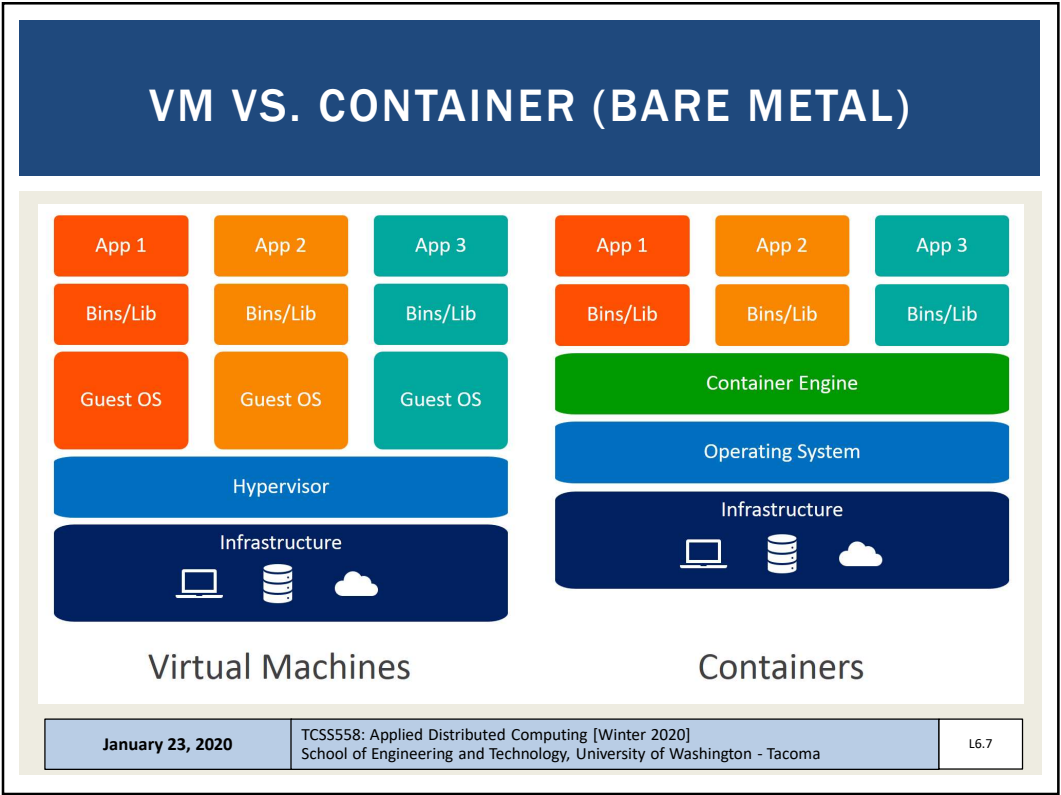 VM VS. CONTAINER (BARE METAL)
App 1
App 2
App 3
Bins/Lib
Bins/Lib
Bins/Lib
Guest OS
Guest OS
Guest OS
Hypervisor
Infrastructure
Virtual Machines
App 1
App 2
App 3
Bins/Lib
Bins/Lib
Bins/Lib
Container Engine
Operating System
Infrastructure
Containers
January 23, 2020
TCSS558: Applied Distributed Computing [Winter 2020]
School of Engineering and Technology, University of Washington - Tacoma
L6.7